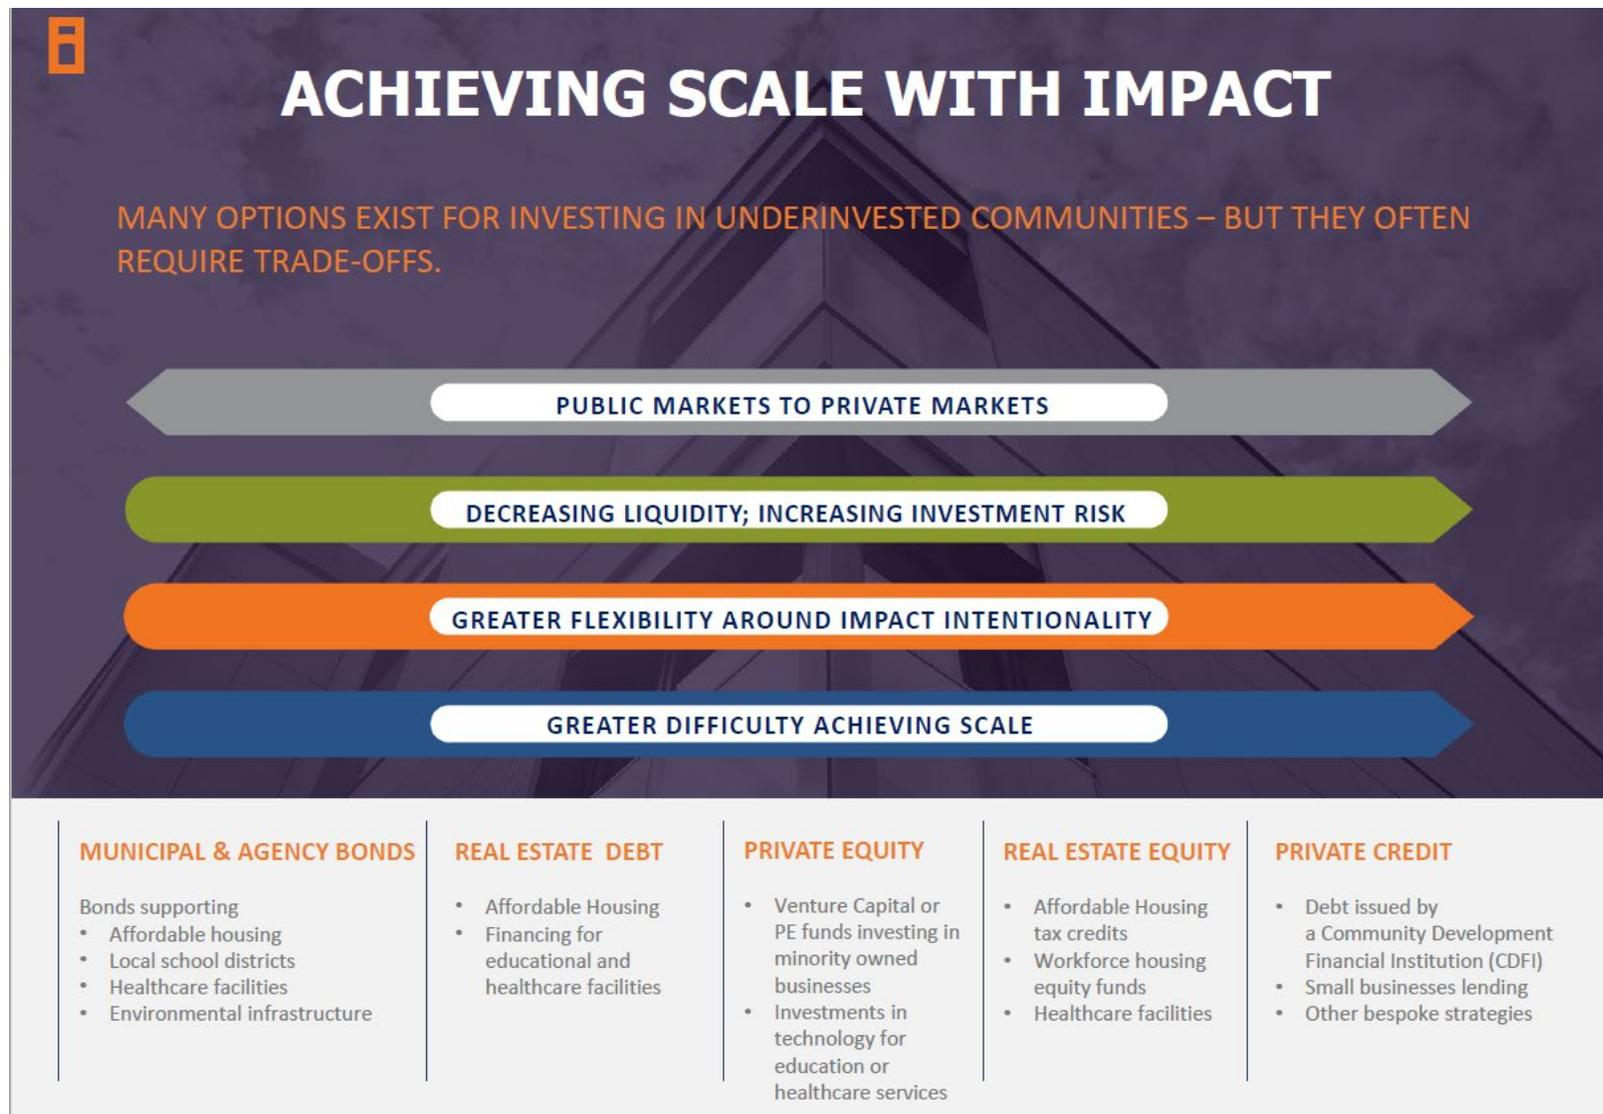 ACHIEVING SCALE WITH IMPACT
MANY OPTIONS EXIST FOR INVESTING IN UNDERINVESTED COMMUNITIES – BUT THEY OFTEN
REQUIRE TRADE-OFFS.
PUBLIC MARKETS TO PRIVATE MARKETS
DECREASING LIQUIDITY; INCREASING INVESTMENT RISK
GREATER FLEXIBILITY AROUND IMPACT INTENTIONALITY
GREATER DIFFICULTY ACHIEVING SCALE
MUNICIPAL & AGENCY BONDS
Bonds supporting
• Affordable housing
• Local school districts
• Healthcare facilities
• Environmental infrastructure
REAL ESTATE DEBT
• Affordable Housing
• Financing for
educational and
healthcare facilities
PRIVATE EQUITY
• Venture Capital or
PE funds investing in
minority owned
businesses
• Investments in
technology for
education or
healthcare services
REAL ESTATE EQUITY
• Affordable Housing
tax credits
• Workforce housing
equity funds
• Healthcare facilities
PRIVATE CREDIT
• Debt issued by
a Community Development
Financial Institution (CDFI)
• Small businesses lending
• Other bespoke strategies